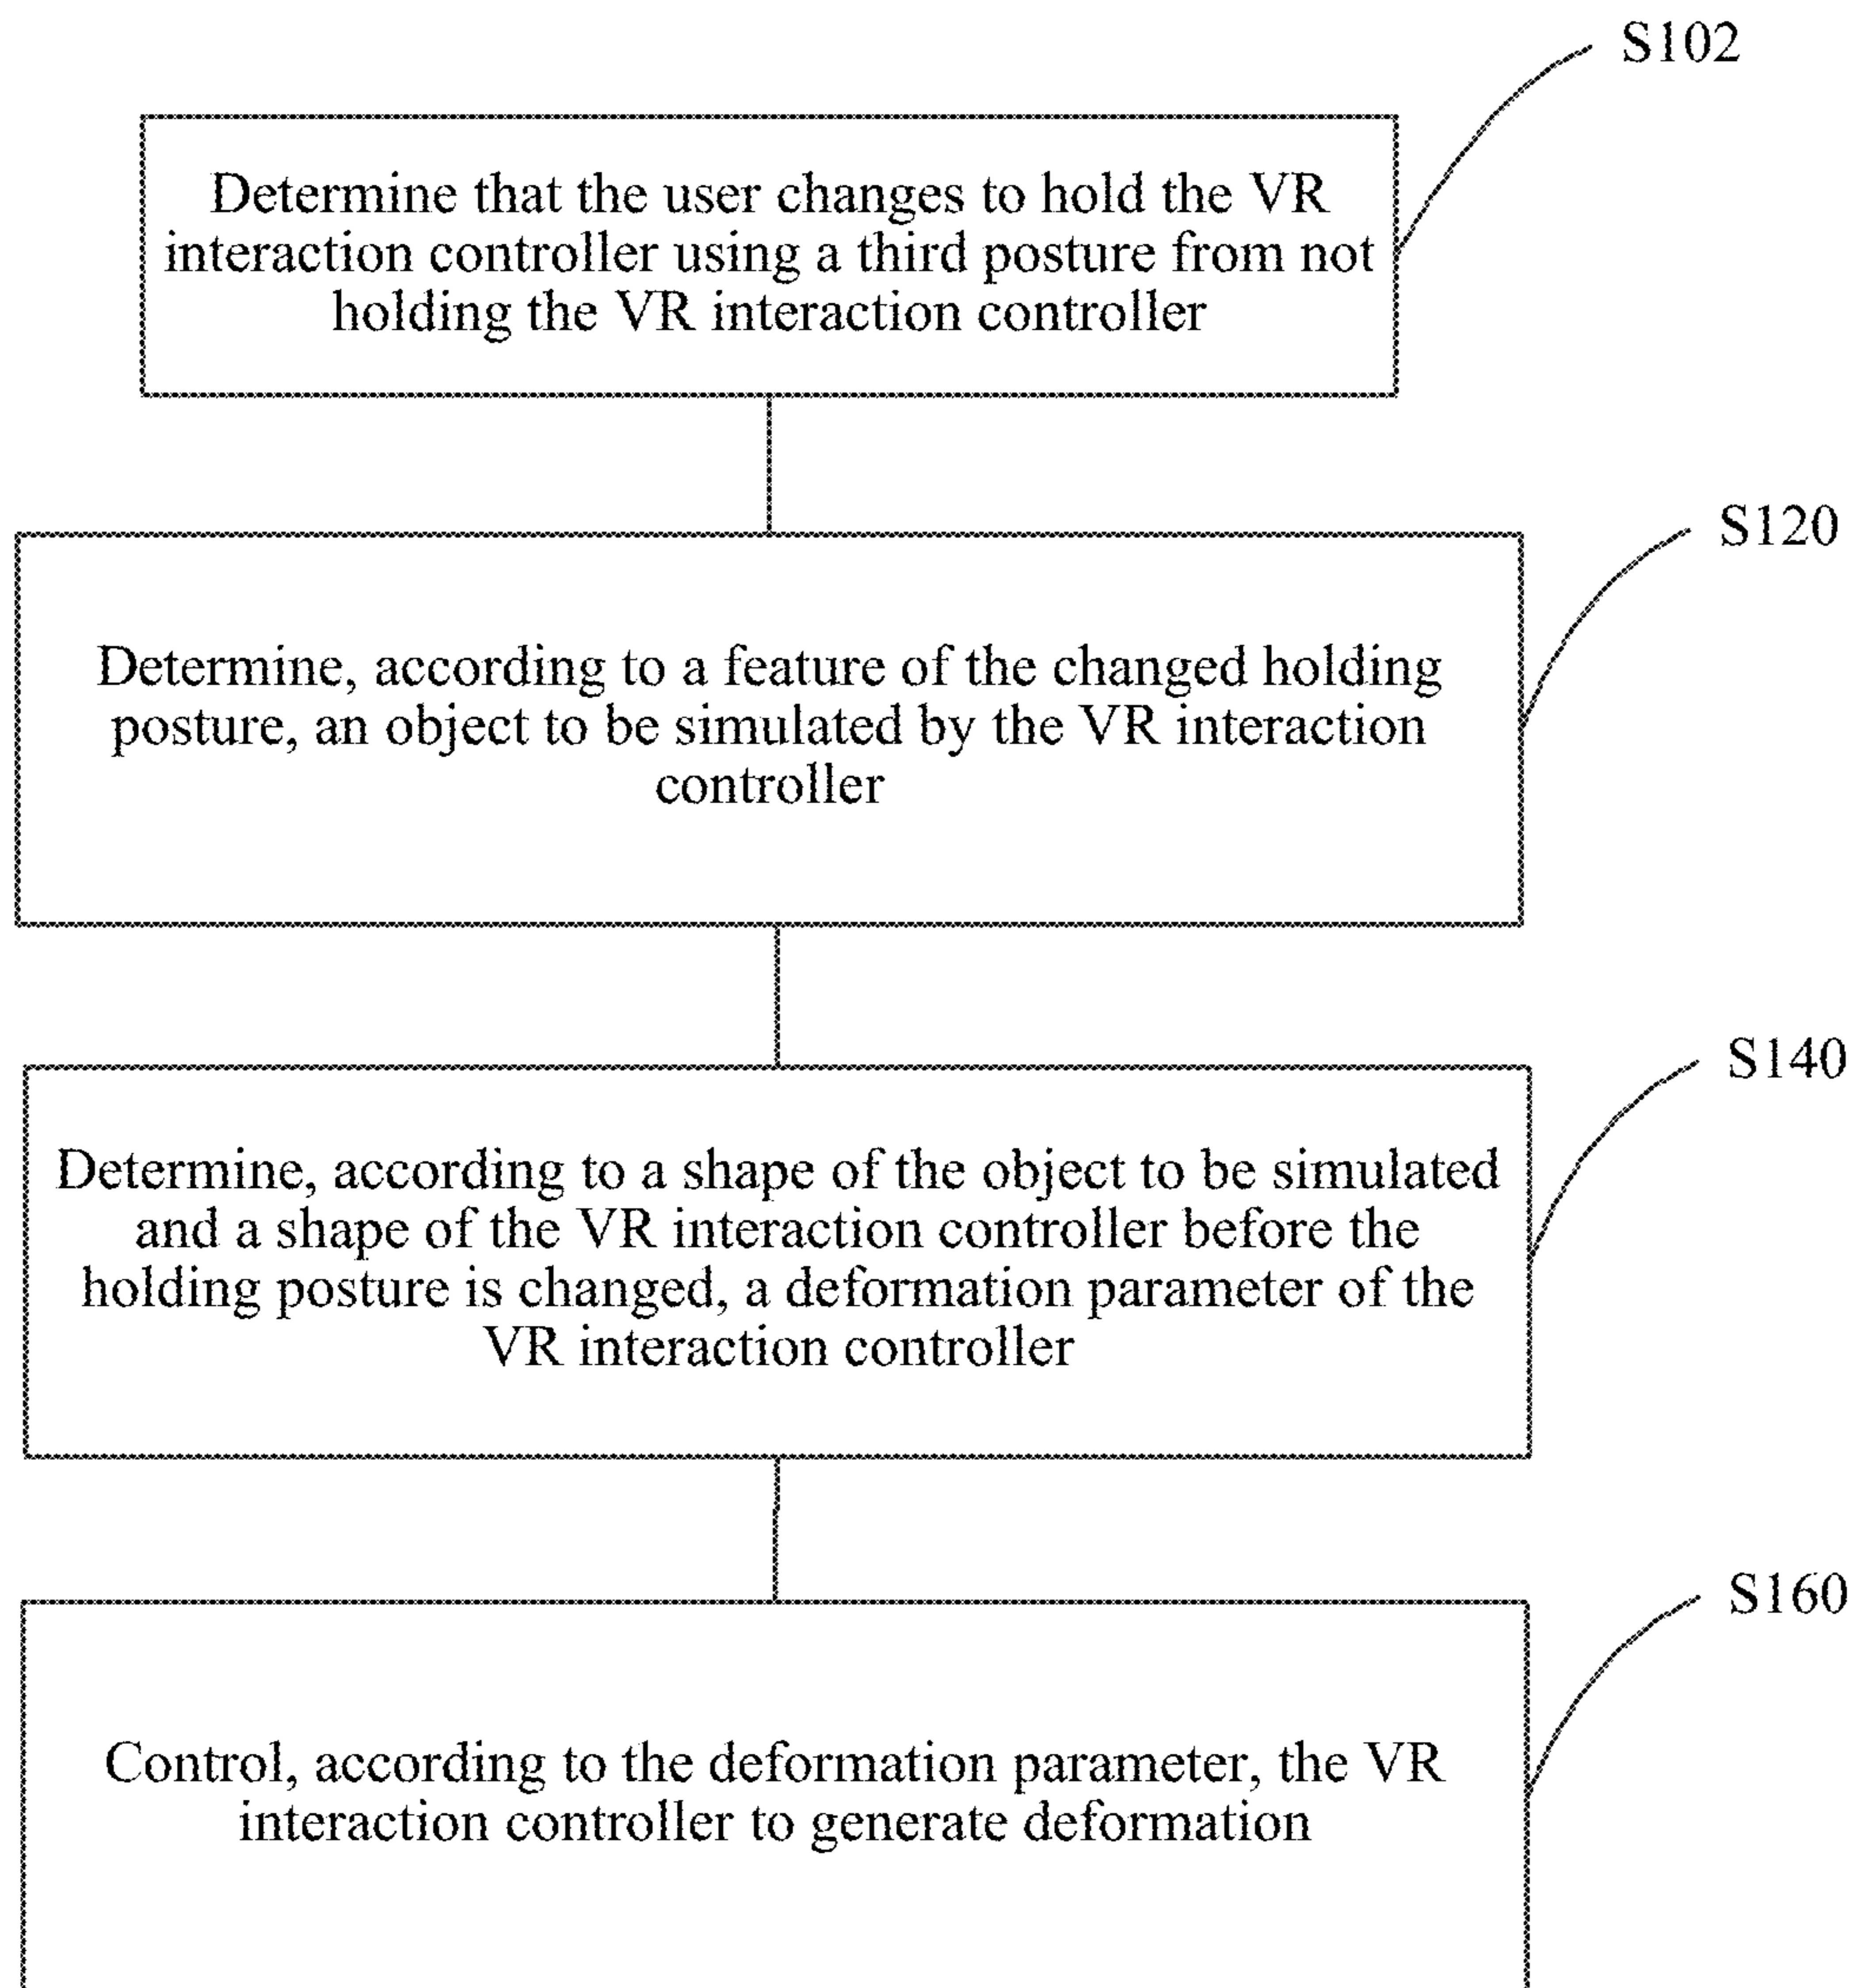 S102
Determine that the user changes to hold the VR
interaction controller using a third posture from not
holding the VR interaction controller
S120
Determine, according to a feature of the changed holding
posture, an object to be simulated by the VR interaction
controller
S140
Determine, according to a shape of the object to be simulated
and a shape of the VR interaction controller before the
holding posture is changed, a deformation parameter of the
VR interaction controller
S160
Control, according to the deformation parameter, the VR
interaction controller to generate deformation